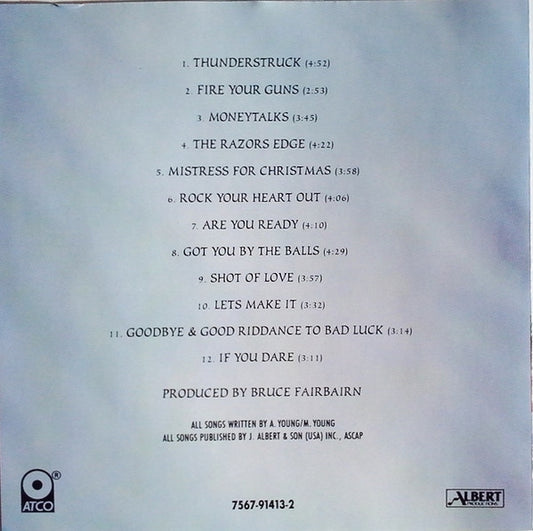 1. THUNDERSTRUCK (4:52)
2. FIRE YOUR GUNS (2:53)
3. MONEYTALKS (3:45)
4. THE RAZORS EDGE (4:22)
5. MISTRESS FOR CHRISTMAS (3:58)
6. ROCK YOUR HEART OUT (4:06)
7. ARE YOU READY (4:10)
8. GOT YOU BY THE BALLS (4:29)
9. SHOT OF LOVE (3:57)
10. LETS MAKE IT (3:32)
11. GOODBYE & GOOD RIDDANCE TO BAD LUCK (3:14)
12. IF YOU DARE (3:11)
PRODUCED BY BRUCE FAIRBAIRN
ALL SONGS WRITTEN BY A. YOUNG/M. YOUNG
ALL SONGS PUBLISHED BY J. ALBERT & SON (USA) INC., ASCAP
ATCO ®
7567-91413-2
ALBERT
PRODUCTIONS